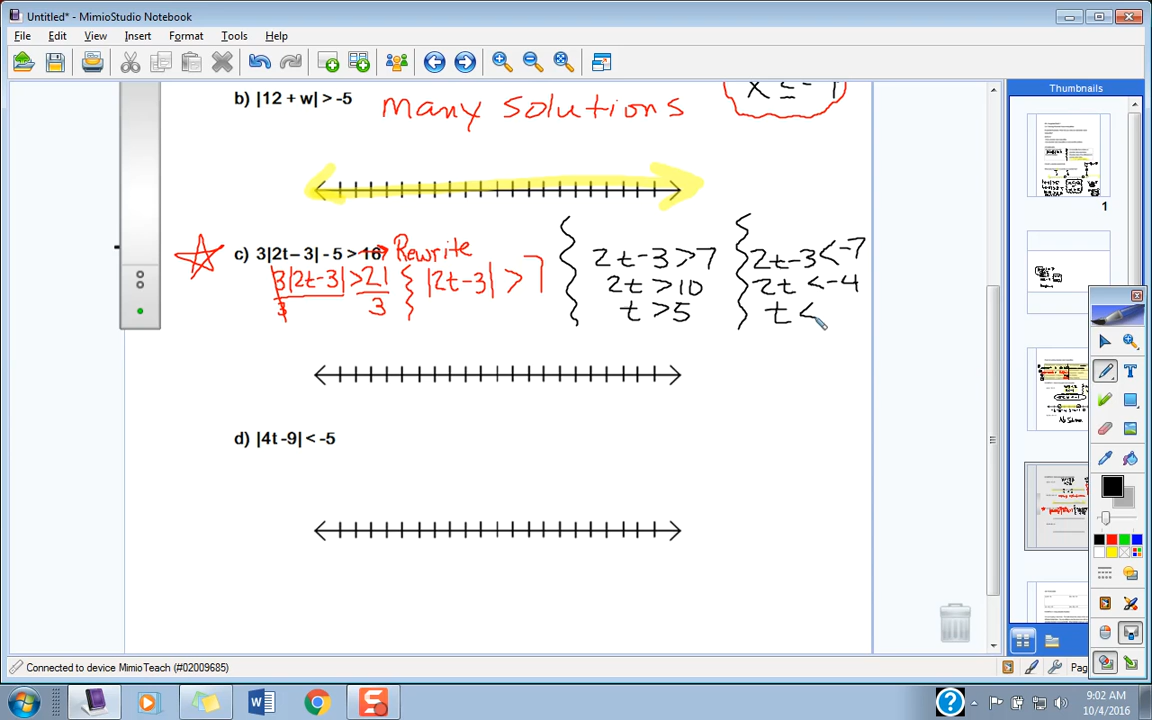 Untitled* - MimioStudio Notebook
File Edit View Insert Format Tools Help
b) |12 + w| > -5
many solutions
x ≤ -1
c) 3|2t– 3| - 5 > 16
Rewrite
3|2t-3| > 21
3 3
|2t-3| > 7
2t-3 > 7
2t > 10
t > 5
2t-3 < -7
2t < -4
t <
d) |4t -9| < -5
Thumbnails
1
Connected to device MimioTeach (#02009685)
Pag
9:02 AM
10/4/2016